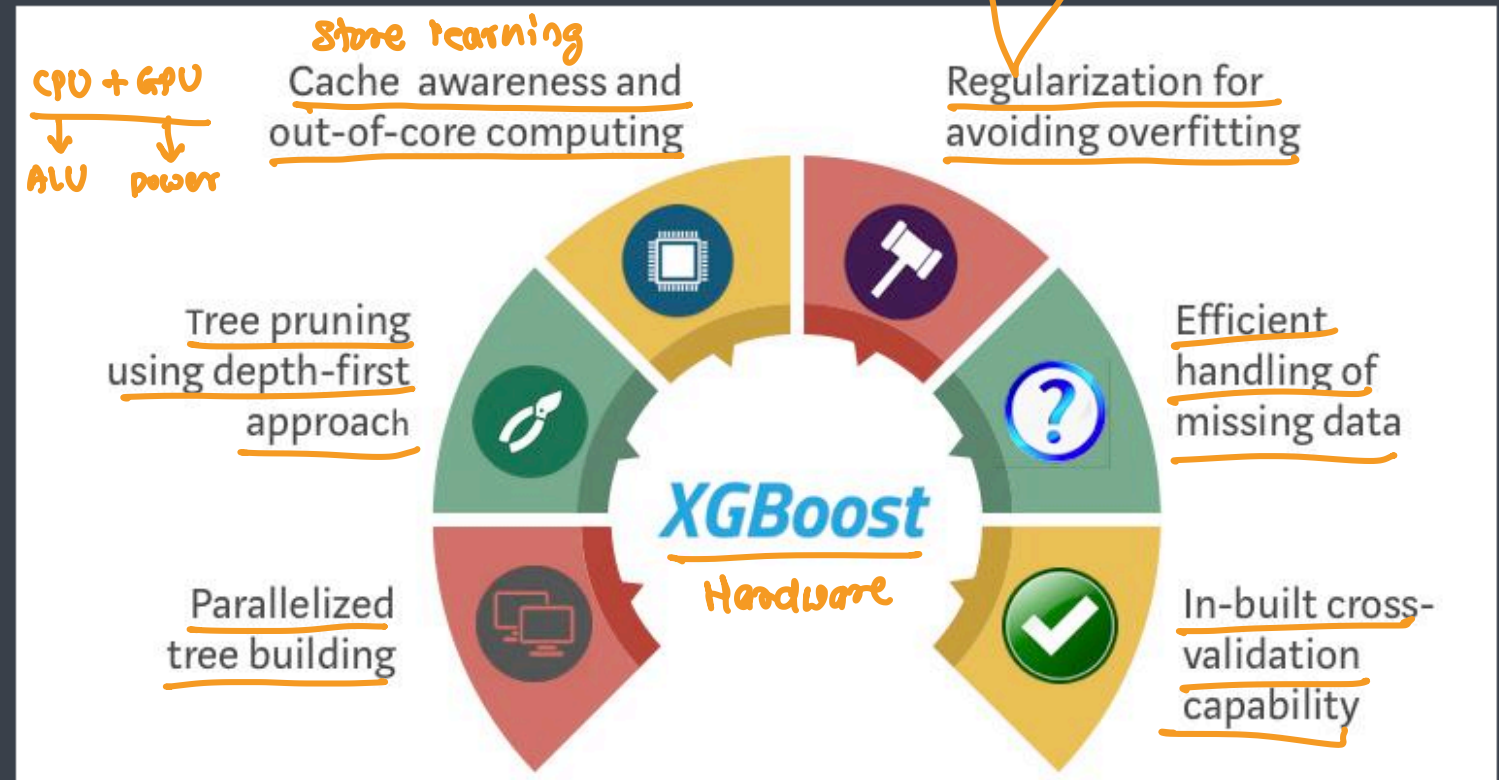 Store learning
CPU + GPU
ALU power
Cache awareness and
out-of-core computing
Regularization for
avoiding overfitting
Tree pruning
using depth-first
approach
Efficient
handling of
missing data
?
XGBoost
Hardware
Parallelized
tree building
In-built cross-
validation
capability